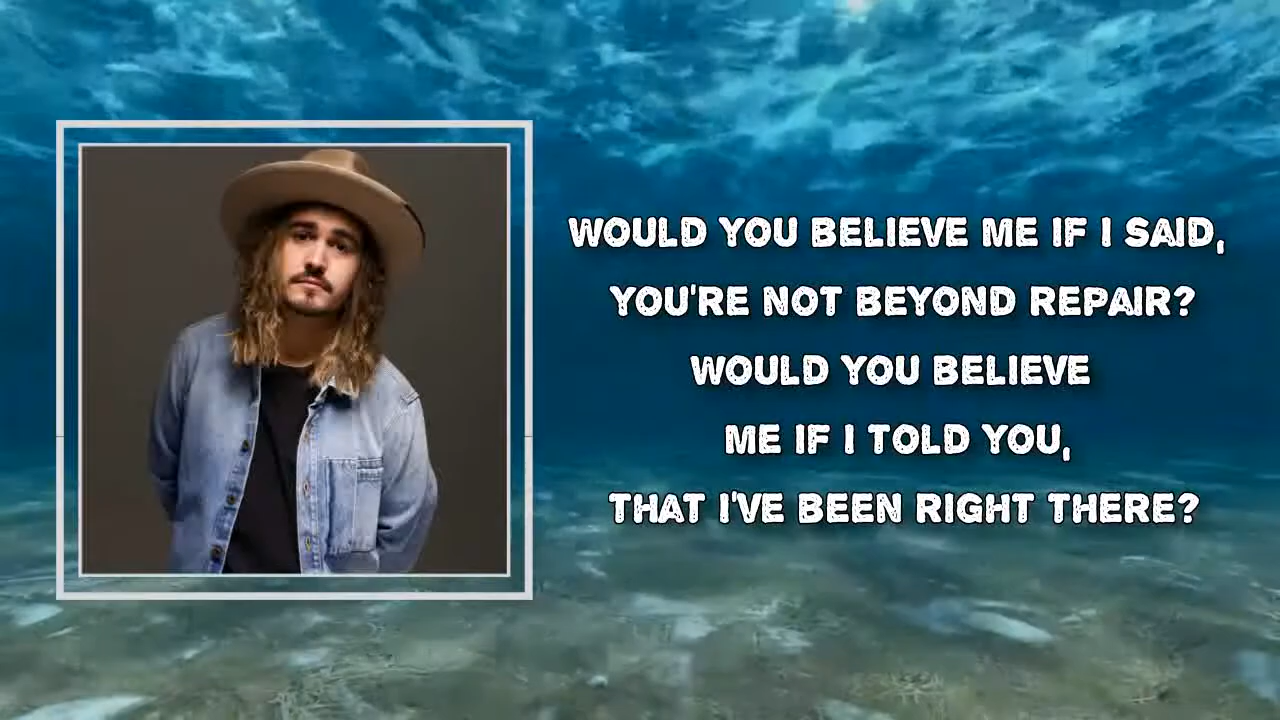 WOULD YOU BELIEVE ME IF I SAID,
YOU'RE NOT BEYOND REPAIR?
WOULD YOU BELIEVE
ME IF I TOLD YOU,
THAT I'VE BEEN RIGHT THERE?